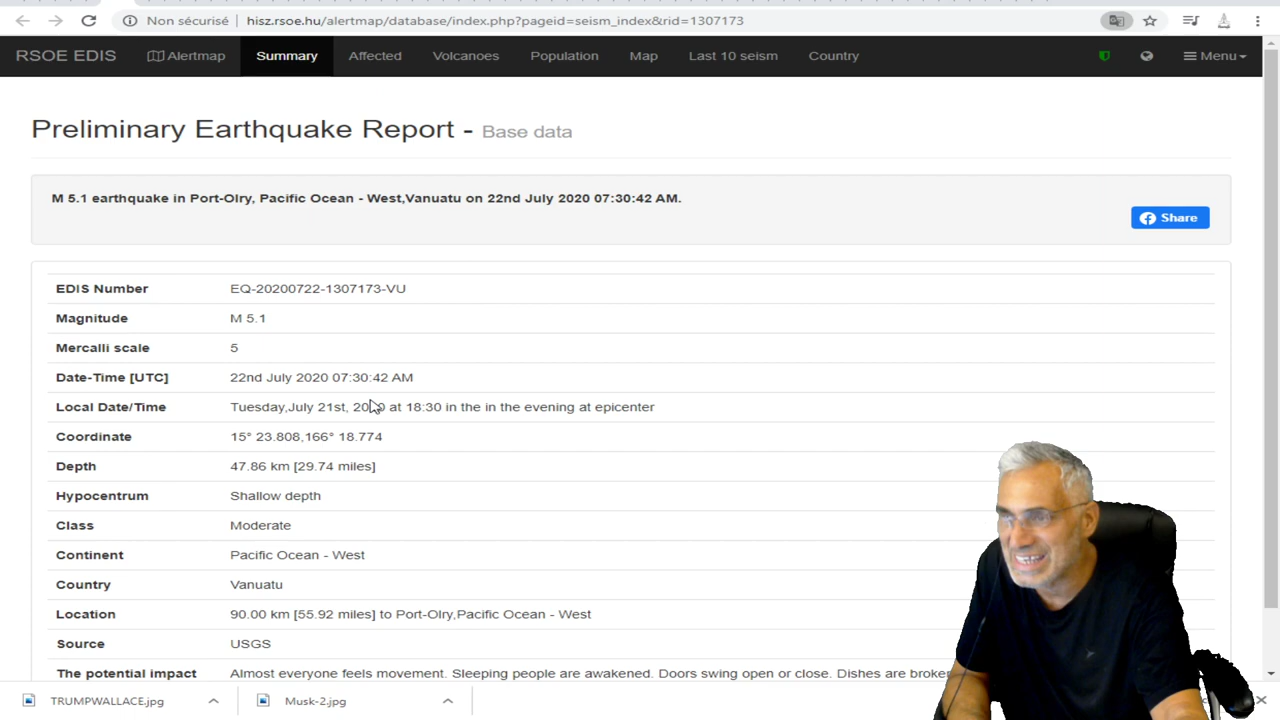 Non sécurisé hisz.rsoe.hu/alertmap/database/index.php?pageid=seism_index&rid=1307173
RSOE EDIS Alertmap Summary Affected Volcanoes Population Map Last 10 seism Country Menu
Preliminary Earthquake Report - Base data
M 5.1 earthquake in Port-Olry, Pacific Ocean - West,Vanuatu on 22nd July 2020 07:30:42 AM.
Share
EDIS Number EQ-20200722-1307173-VU
Magnitude M 5.1
Mercalli scale 5
Date-Time [UTC] 22nd July 2020 07:30:42 AM
Local Date/Time Tuesday,July 21st, 2020 at 18:30 in the in the evening at epicenter
Coordinate 15° 23.808,166° 18.774
Depth 47.86 km [29.74 miles]
Hypocentrum Shallow depth
Class Moderate
Continent Pacific Ocean - West
Country Vanuatu
Location 90.00 km [55.92 miles] to Port-Olry,Pacific Ocean - West
Source USGS
The potential impact Almost everyone feels movement. Sleeping people are awakened. Doors swing open or close. Dishes are broken
TRUMPWALLACE.jpg Musk-2.jpg